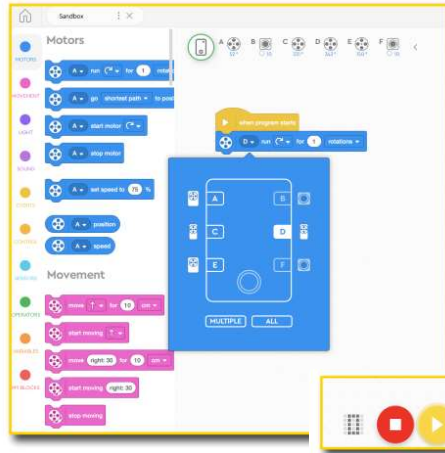 Sandbox
Motors
A B C D E F
MOTORS
MOVEMENT
LIGHT
SOUND
EVENTS
CONTROL
SENSORS
OPERATORS
VARIABLES
MY BLOCKS
A run for 1
A go shortest path
A start motor
A stop motor
A set speed to 75 %
A position
A speed
Movement
move for 10 cm
start moving
move right: 30 for 10 cm
start moving right: 30
stop moving
when program starts
D run for 1 rotations
A B
C D
E F
MULTIPLE ALL